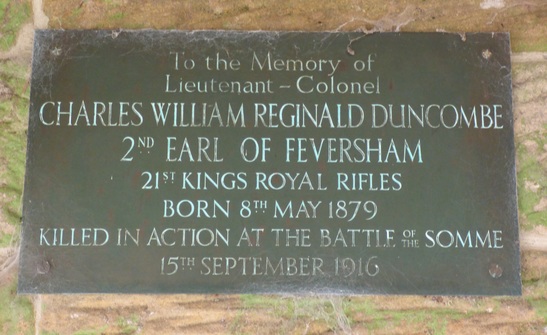 To the Memory of
Lieutenant-Colonel
CHARLES WILLIAM REGINALD DUNCOMBE
2ND EARL OF FEVERSHAM
21ST KINGS ROYAL RIFLES
BORN 8TH MAY 1879
KILLED IN ACTION AT THE BATTLE OF THE SOMME
15TH SEPTEMBER 1916